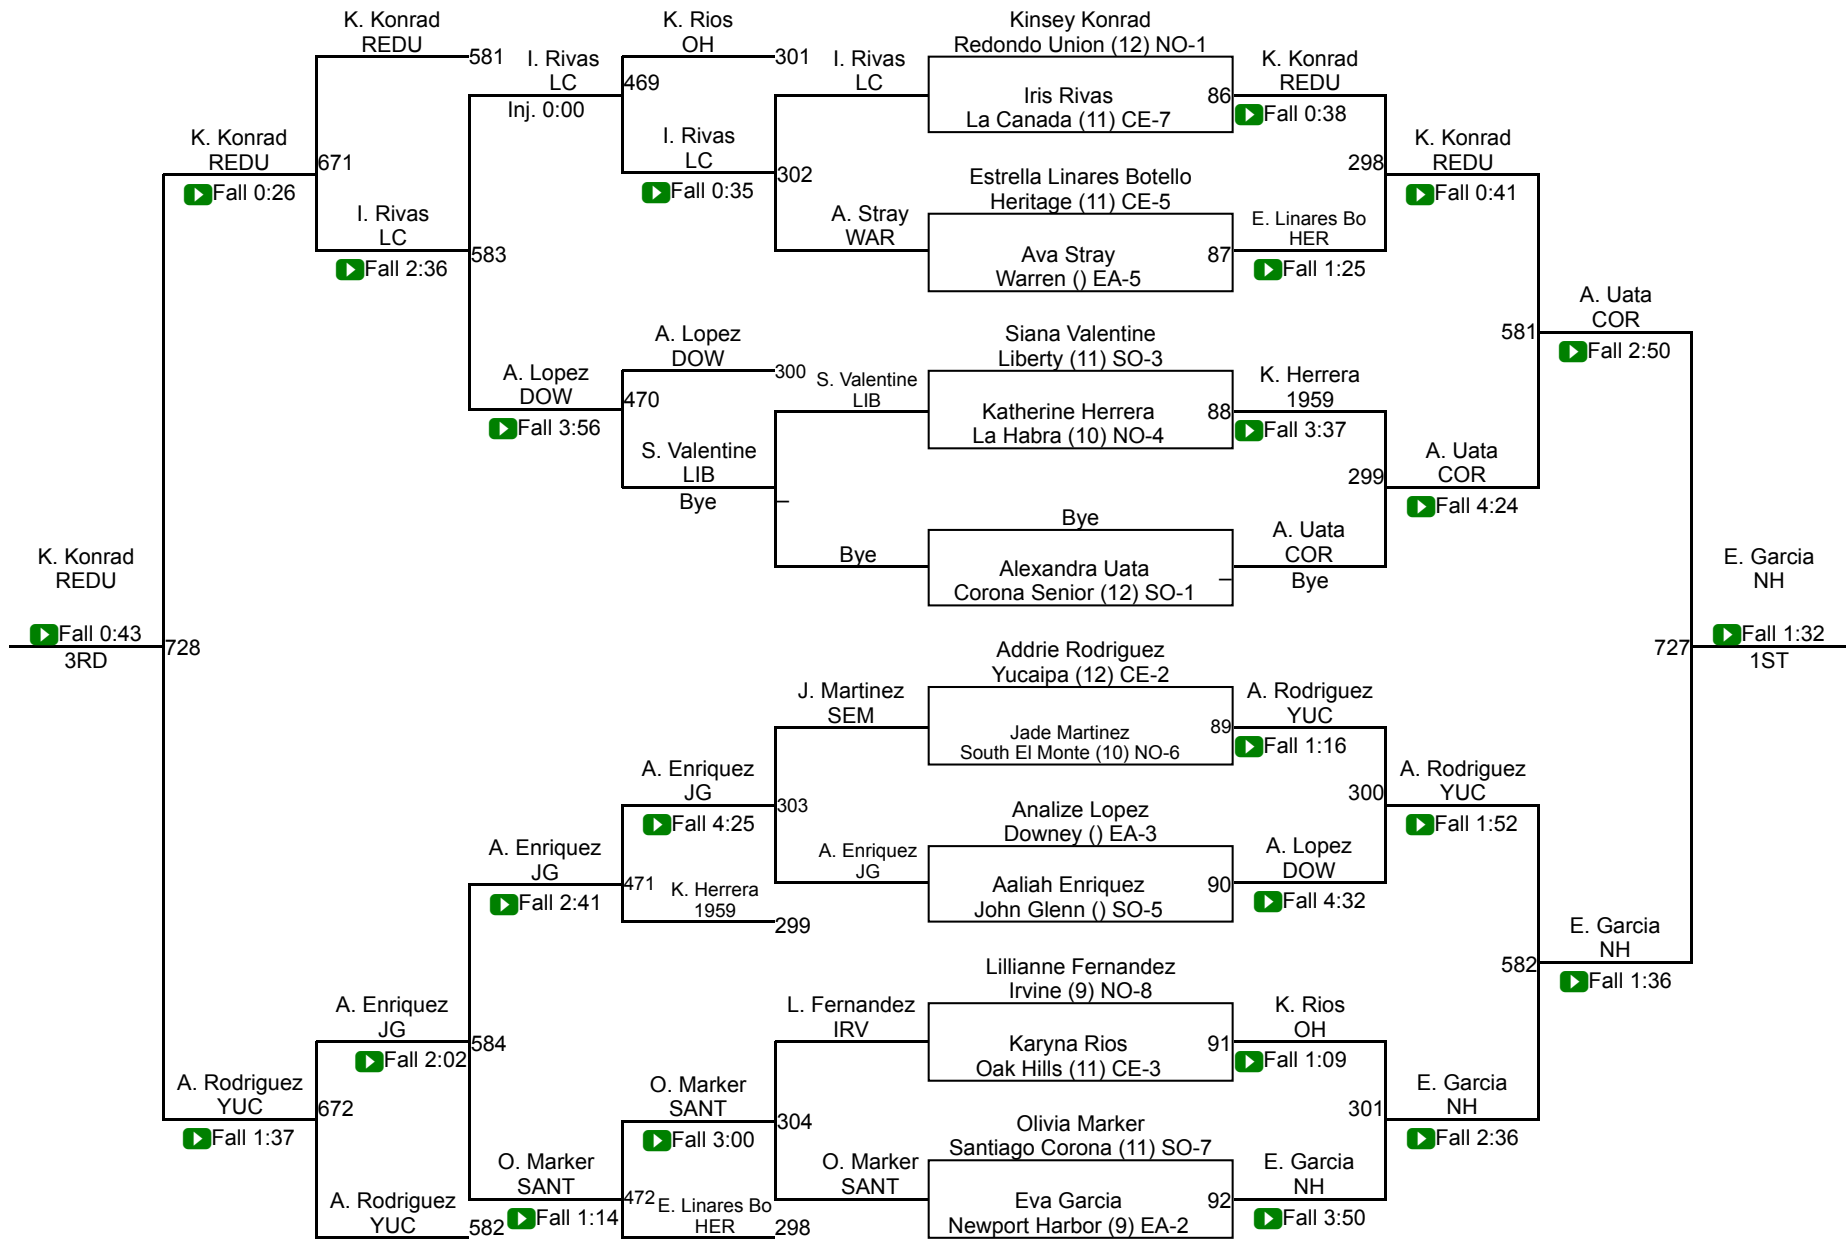 K. Konrad
REDU
581
I. Rivas
LC
Inj. 0:00
K. Rios
OH
301
469
I. Rivas
LC
Kinsey Konrad
Redondo Union (12) NO-1
Iris Rivas
La Canada (11) CE-7
86
K. Konrad
REDU
Fall 0:38
K. Konrad
REDU
Fall 0:26
671
I. Rivas
LC
Fall 2:36
583
I. Rivas
LC
Fall 0:35
302
A. Stray
WAR
Estrella Linares Botello
Heritage (11) CE-5
Ava Stray
Warren () EA-5
87
E. Linares Bo
HER
Fall 1:25
298
K. Konrad
REDU
Fall 0:41
A. Lopez
DOW
Fall 3:56
A. Lopez
DOW
300
470
S. Valentine
LIB
Siana Valentine
Liberty (11) SO-3
Katherine Herrera
La Habra (10) NO-4
88
K. Herrera
1959
Fall 3:37
581
A. Uata
COR
Fall 2:50
S. Valentine
LIB
Bye
–
Bye
Bye
Alexandra Uata
Corona Senior (12) SO-1
–
A. Uata
COR
Bye
299
A. Uata
COR
Fall 4:24
K. Konrad
REDU
Fall 0:43
3RD
728
727
E. Garcia
NH
Fall 1:32
1ST
J. Martinez
SEM
Addrie Rodriguez
Yucaipa (12) CE-2
Jade Martinez
South El Monte (10) NO-6
89
A. Rodriguez
YUC
Fall 1:16
A. Enriquez
JG
Fall 4:25
303
A. Enriquez
JG
Analize Lopez
Downey () EA-3
Aaliah Enriquez
John Glenn () SO-5
90
A. Lopez
DOW
Fall 4:32
300
A. Rodriguez
YUC
Fall 1:52
A. Enriquez
JG
Fall 2:41
471
K. Herrera
1959
299
582
E. Garcia
NH
Fall 1:36
A. Enriquez
JG
Fall 2:02
584
L. Fernandez
IRV
Lillianne Fernandez
Irvine (9) NO-8
Karyna Rios
Oak Hills (11) CE-3
91
K. Rios
OH
Fall 1:09
A. Rodriguez
YUC
Fall 1:37
672
O. Marker
SANT
Fall 3:00
304
O. Marker
SANT
Olivia Marker
Santiago Corona (11) SO-7
Eva Garcia
Newport Harbor (9) EA-2
92
E. Garcia
NH
Fall 3:50
301
E. Garcia
NH
Fall 2:36
A. Rodriguez
YUC
582
O. Marker
SANT
Fall 1:14
472
E. Linares Bo
HER
298